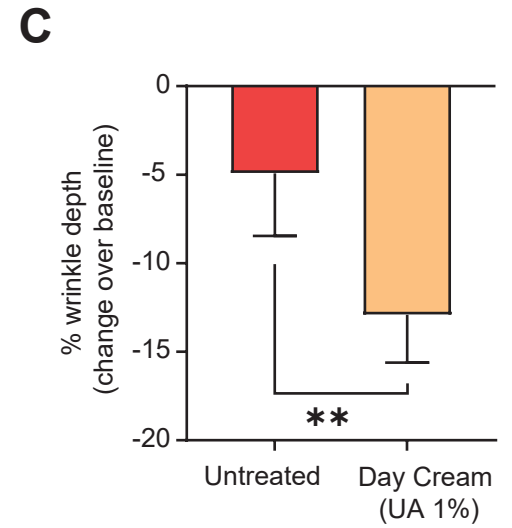 C
% wrinkle depth
(change over baseline)
0
-5
-10
-15
-20
**
Untreated
Day Cream
(UA 1%)